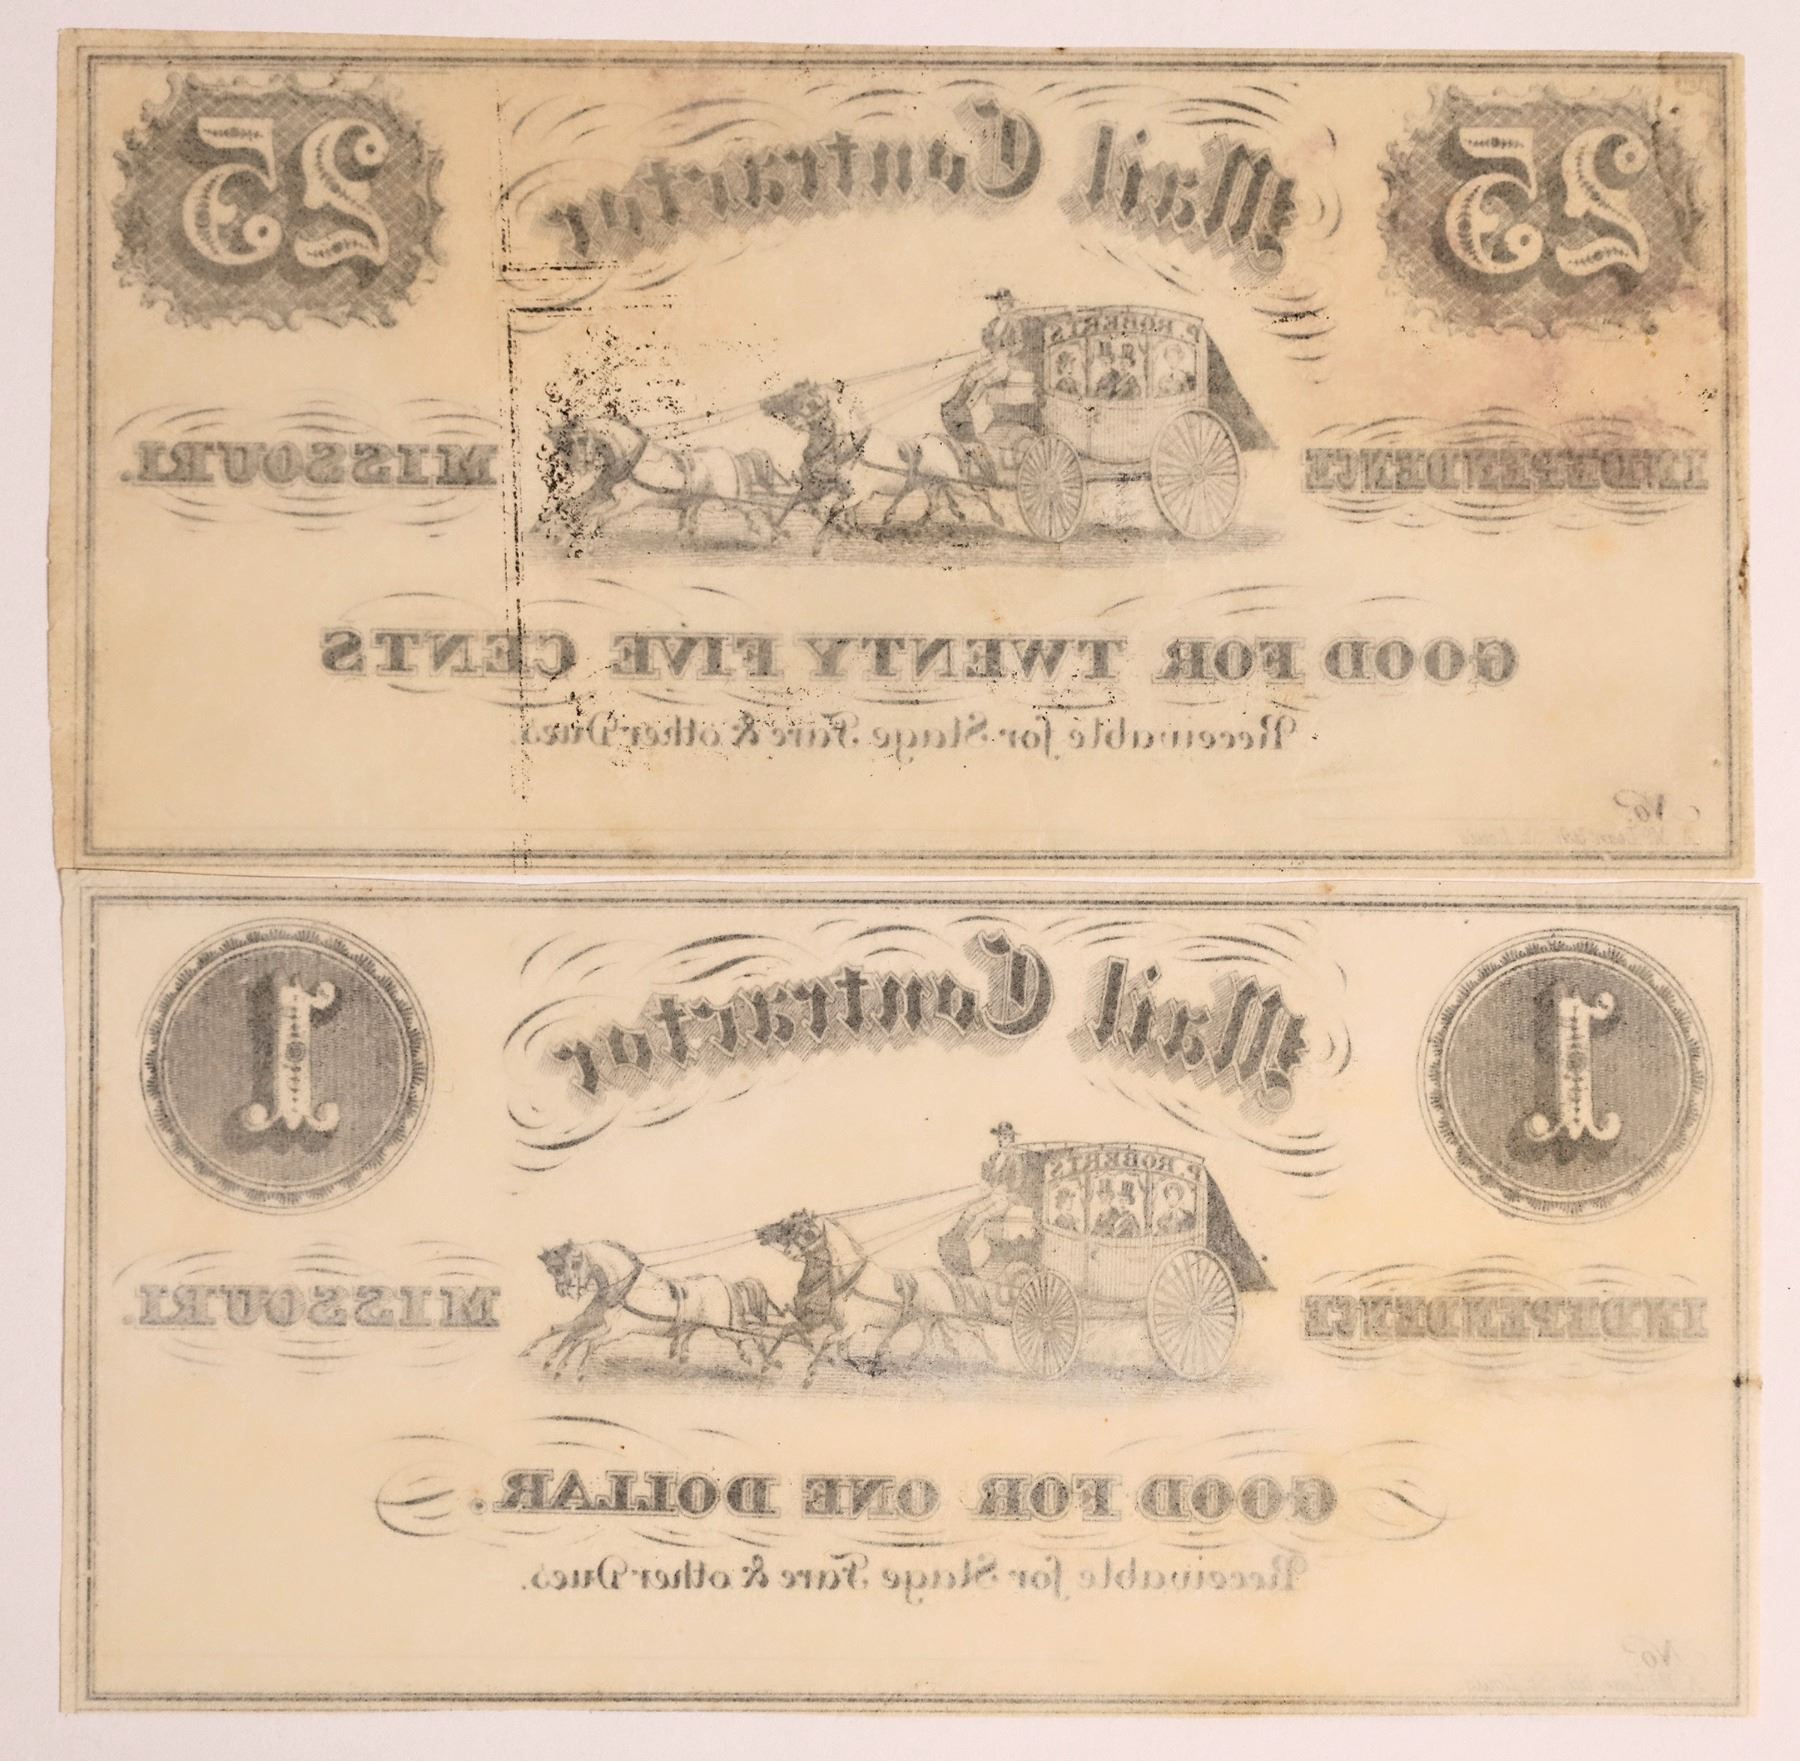 25 Mail Contractor 25
P. ROBERTS
INDEPENDENCE MISSOURI.
GOOD FOR TWENTY FIVE CENTS
Receivable for Stage Fare & other Dues.
No.
1 Mail Contractor 1
P. ROBERTS
INDEPENDENCE MISSOURI.
GOOD FOR ONE DOLLAR.
Receivable for Stage Fare & other Dues.
No.